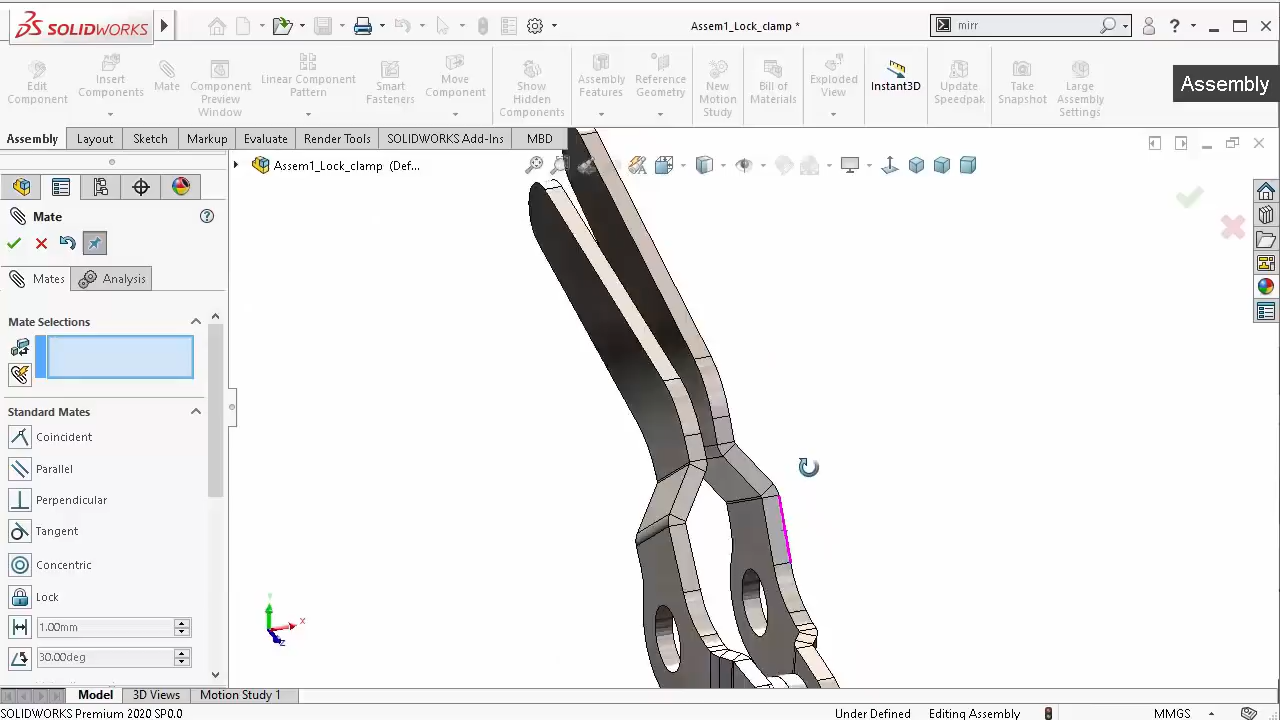 SOLIDWORKS
Assem1_Lock_clamp *
mirr
?
Edit Component
Insert Components
Mate
Component Preview Window
Linear Component Pattern
Smart Fasteners
Move Component
Show Hidden Components
Assembly Features
Reference Geometry
New Motion Study
Bill of Materials
Exploded View
Instant3D
Update Speedpak
Take Snapshot
Large Assembly Settings
Assembly
Assembly
Layout
Sketch
Markup
Evaluate
Render Tools
SOLIDWORKS Add-Ins
MBD
Assem1_Lock_clamp (Def...
Mate
?
Mates
Analysis
Mate Selections
Standard Mates
Coincident
Parallel
Perpendicular
Tangent
Concentric
Lock
1.00mm
30.00deg
Y
X
Z
Model
3D Views
Motion Study 1
SOLIDWORKS Premium 2020 SP0.0
Under Defined
Editing Assembly
MMGS